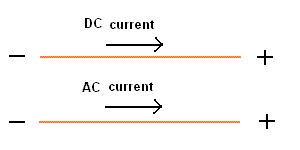 DC current
− +
AC current
− +